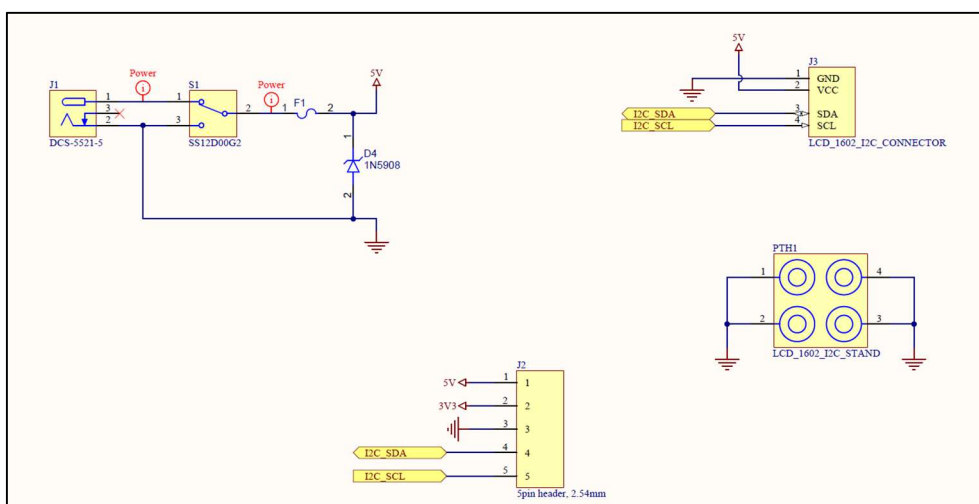 J1
Power
1
3
2
DCS-5521-5
S1
1
3
2
SS12D00G2
Power
i
i
1
F1
2
5V
1
D4
1N5908
2
5V
J3
1 GND
2 VCC
I2C_SDA
3 SDA
I2C_SCL
4 SCL
LCD_1602_I2C_CONNECTOR
PTH1
1
4
2
3
LCD_1602_I2C_STAND
J2
5V 1 1
3V3 2 2
3 3
I2C_SDA 4 4
I2C_SCL 5 5
5pin header, 2.54mm